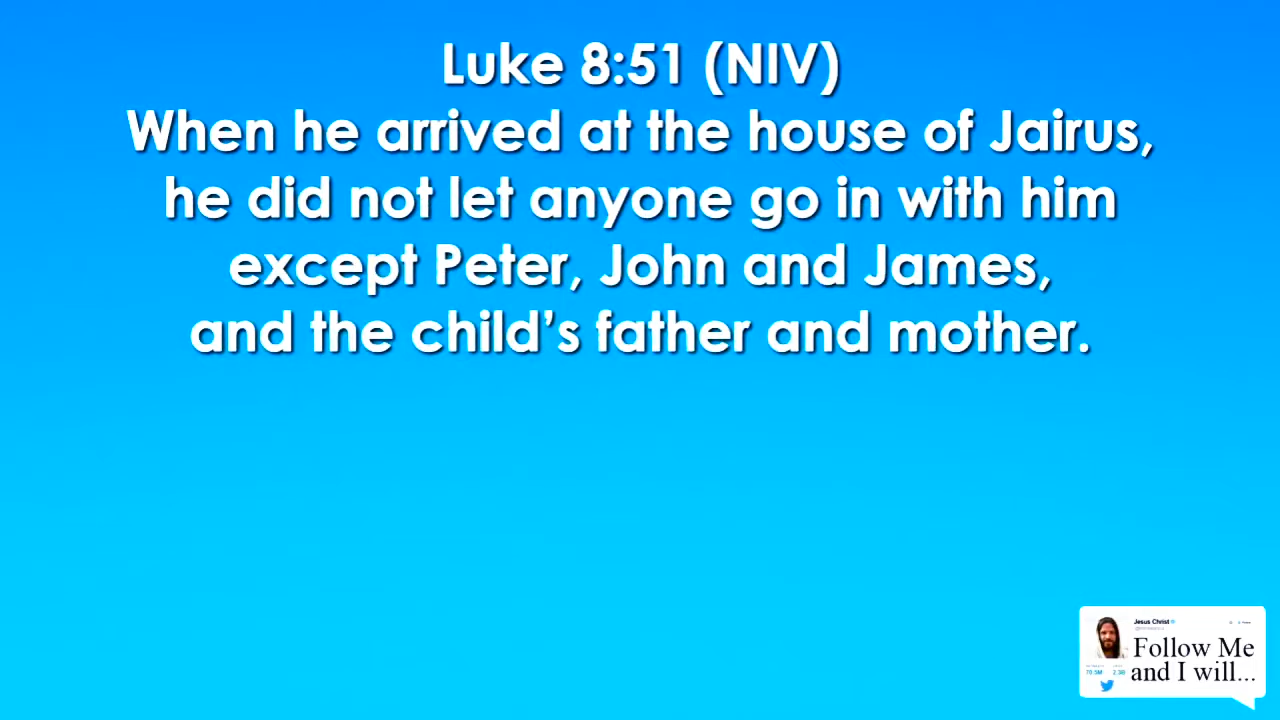 Luke 8:51 (NIV)
When he arrived at the house of Jairus,
he did not let anyone go in with him
except Peter, John and James,
and the child’s father and mother.
Jesus Christ
Follow Me
and I will...